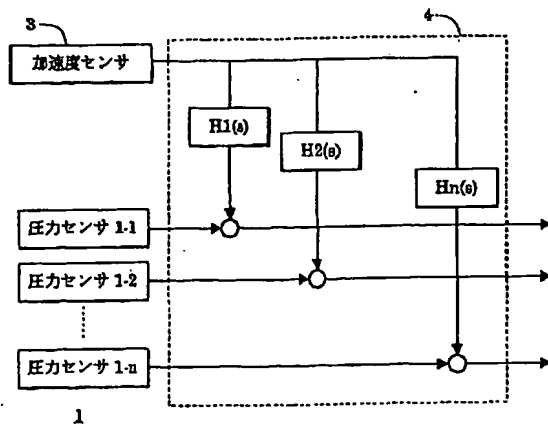 3
4
加速度センサ
H1(s)
H2(s)
Hn(s)
圧力センサ 1-1
圧力センサ 1-2
圧力センサ 1-n
1